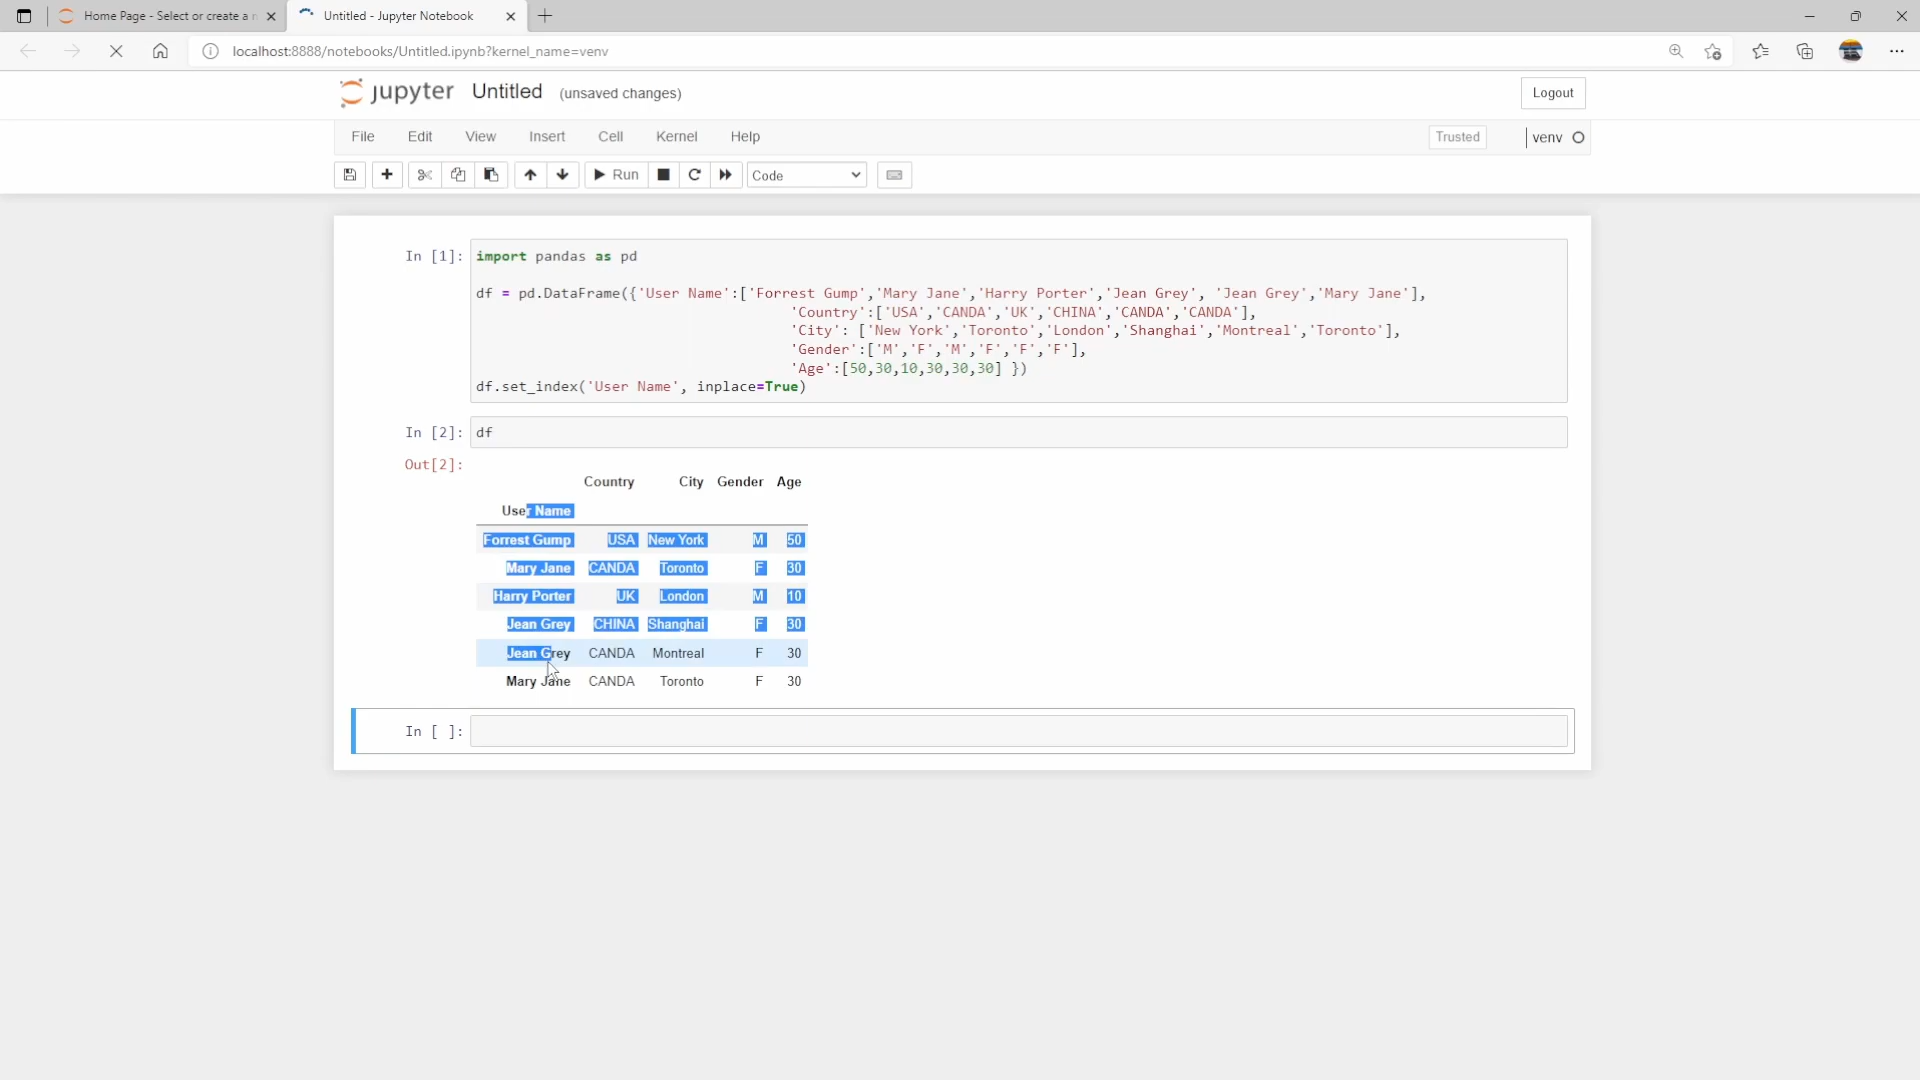 Home Page - Select or create a n
Untitled - Jupyter Notebook
localhost:8888/notebooks/Untitled.ipynb?kernel_name=venv
jupyter Untitled (unsaved changes)
Logout
File Edit View Insert Cell Kernel Help
Trusted
venv
Run
Code
In [1]: import pandas as pd
df = pd.DataFrame({'User Name':['Forrest Gump','Mary Jane','Harry Porter','Jean Grey', 'Jean Grey','Mary Jane'],
'Country':['USA','CANDA','UK','CHINA','CANDA','CANDA'],
'City': ['New York','Toronto','London','Shanghai','Montreal','Toronto'],
'Gender':['M','F','M','F','F','F'],
'Age':[50,30,10,30,30,30] })
df.set_index('User Name', inplace=True)
In [2]: df
Out[2]:
Country City Gender Age
User Name
Forrest Gump USA New York M 50
Mary Jane CANDA Toronto F 30
Harry Porter UK London M 10
Jean Grey CHINA Shanghai F 30
Jean Grey CANDA Montreal F 30
Mary Jane CANDA Toronto F 30
In [ ]: